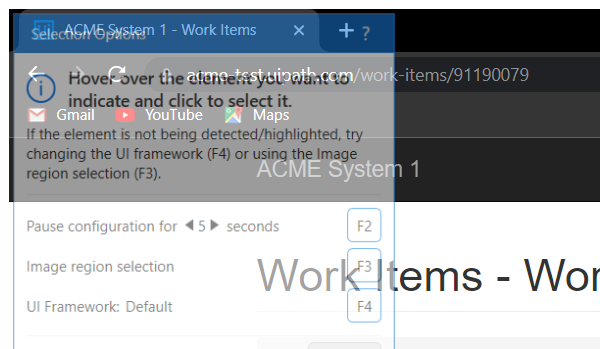 Selection Options
ACME System 1 - Work Items
?
Hover over the element you want to
indicate and click to select it.
acme-test.uipath.com/work-items/91190079
Gmail YouTube Maps
If the element is not being detected/highlighted, try
changing the UI framework (F4) or using the Image
region selection (F3).
ACME System 1
Pause configuration for 5 seconds F2
Image region selection F3
Work Items - Wor
UI Framework: Default F4